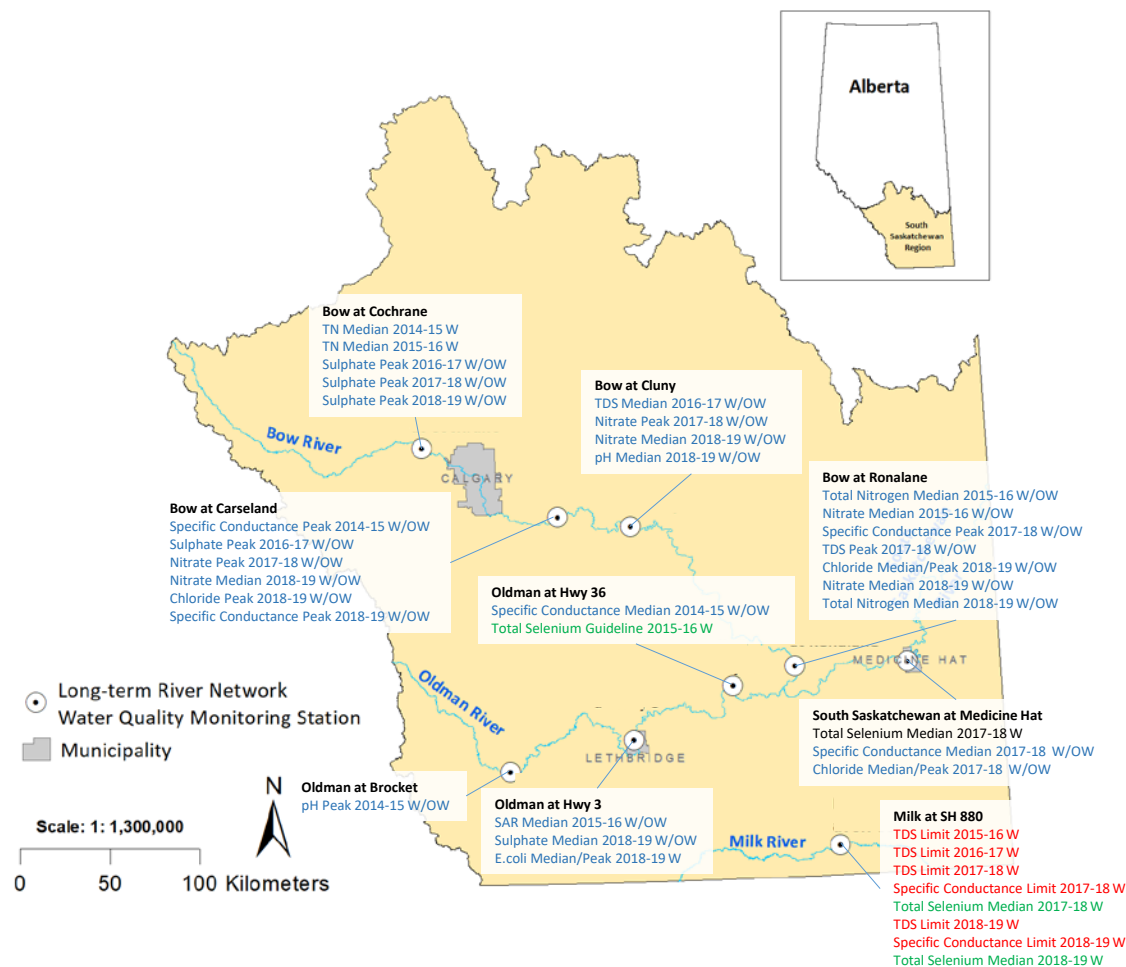 Alberta
South
Saskatchewan
Region
Bow at Cochrane
TN Median 2014-15 W
TN Median 2015-16 W
Sulphate Peak 2016-17 W/OW
Sulphate Peak 2017-18 W/OW
Sulphate Peak 2018-19 W/OW
Bow at Cluny
TDS Median 2016-17 W/OW
Nitrate Peak 2017-18 W/OW
Nitrate Median 2018-19 W/OW
pH Median 2018-19 W/OW
Bow River
CALGARY
Bow at Ronalane
Total Nitrogen Median 2015-16 W/OW
Nitrate Median 2015-16 W/OW
Specific Conductance Peak 2017-18 W/OW
TDS Peak 2017-18 W/OW
Chloride Median/Peak 2018-19 W/OW
Nitrate Median 2018-19 W/OW
Total Nitrogen Median 2018-19 W/OW
Bow at Carseland
Specific Conductance Peak 2014-15 W/OW
Sulphate Peak 2016-17 W/OW
Nitrate Peak 2017-18 W/OW
Nitrate Median 2018-19 W/OW
Chloride Peak 2018-19 W/OW
Specific Conductance Peak 2018-19 W/OW
Oldman at Hwy 36
Specific Conductance Median 2014-15 W/OW
Total Selenium Guideline 2015-16 W
MEDICINE HAT
Oldman River
Long-term River Network
Water Quality Monitoring Station
Municipality
South Saskatchewan at Medicine Hat
Total Selenium Median 2017-18 W
Specific Conductance Median 2017-18 W/OW
Chloride Median/Peak 2017-18 W/OW
LETHBRIDGE
Oldman at Brocket
pH Peak 2014-15 W/OW
Oldman at Hwy 3
SAR Median 2015-16 W/OW
Sulphate Median 2018-19 W/OW
E.coli Median/Peak 2018-19 W
Milk River
Milk at SH 880
TDS Limit 2015-16 W
TDS Limit 2016-17 W
TDS Limit 2017-18 W
Specific Conductance Limit 2017-18 W
Total Selenium Median 2017-18 W
TDS Limit 2018-19 W
Specific Conductance Limit 2018-19 W
Total Selenium Median 2018-19 W
N
Scale: 1: 1,300,000
0 50 100 Kilometers